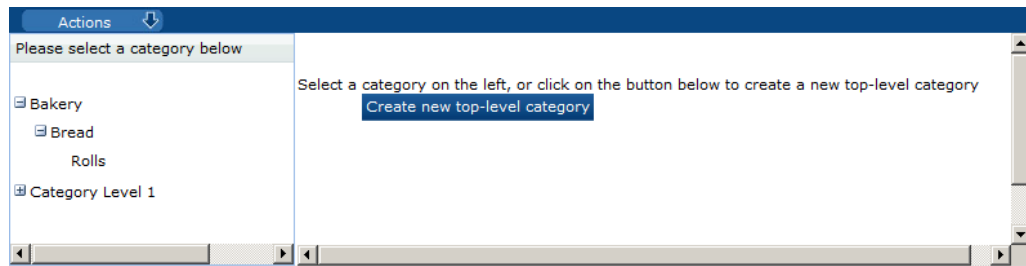 Actions
Please select a category below
Bakery
Bread
Rolls
Category Level 1
Select a category on the left, or click on the button below to create a new top-level category
Create new top-level category